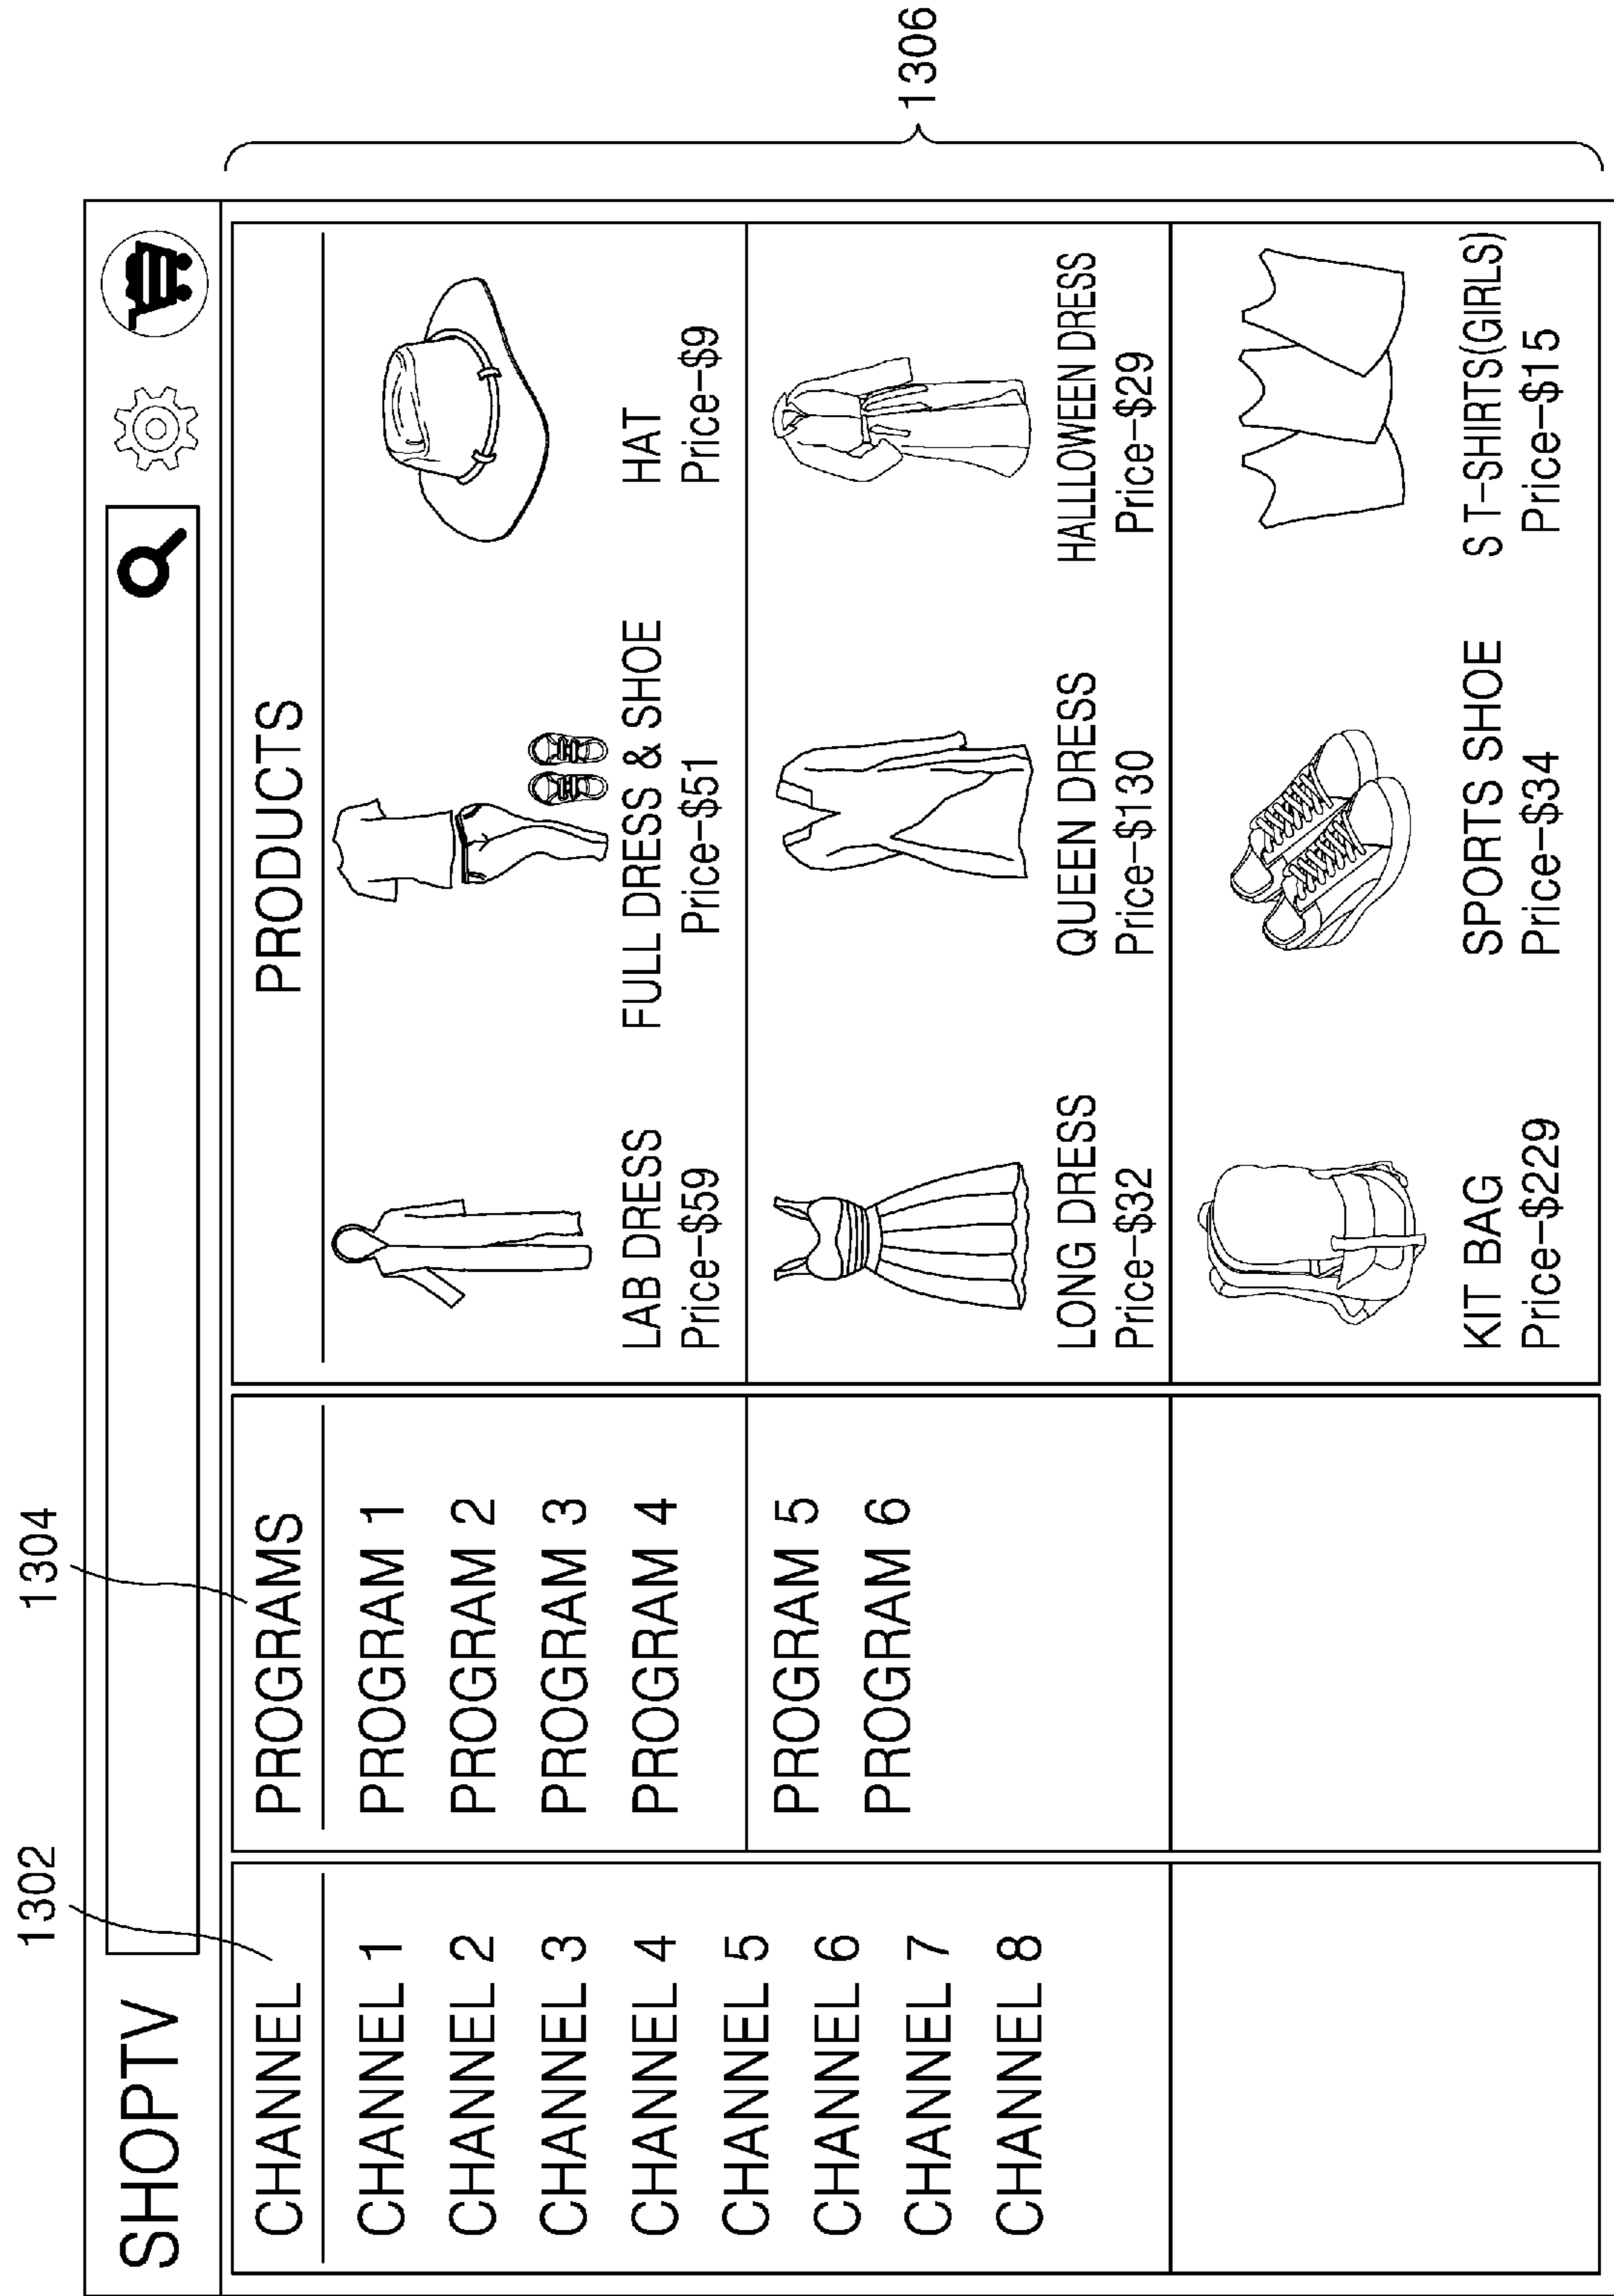 1302
1304
SHOPTV
CHANNEL
CHANNEL 1
CHANNEL 2
CHANNEL 3
CHANNEL 4
CHANNEL 5
CHANNEL 6
CHANNEL 7
CHANNEL 8
PROGRAMS
PROGRAM 1
PROGRAM 2
PROGRAM 3
PROGRAM 4
PROGRAM 5
PROGRAM 6
PRODUCTS
LAB DRESS
Price-$59
FULL DRESS & SHOE
Price-$51
HAT
Price-$9
LONG DRESS
Price-$32
QUEEN DRESS
Price-$130
HALLLOWEEN DRESS
Price-$29
KIT BAG
Price-$229
SPORTS SHOE
Price-$34
S T-SHIRTS(GIRLS)
Price-$15
1306